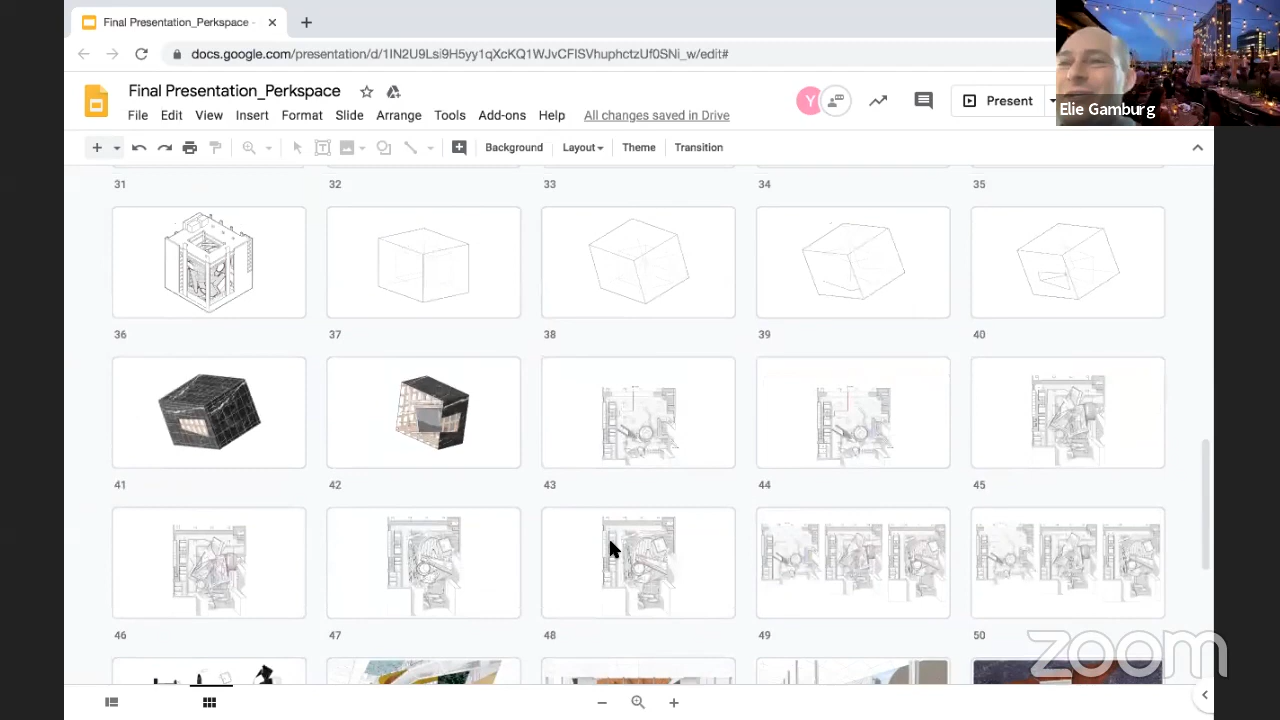 Final Presentation_Perkspace -
docs.google.com/presentation/d/1IN2U9Lsi9H5yy1qXcKQ1WJvCFISVhuphctzUf0SNi_w/edit#
Final Presentation_Perkspace
Y
Present
Elie Gamburg
File Edit View Insert Format Slide Arrange Tools Add-ons Help All changes saved in Drive
Background Layout Theme Transition
31 32 33 34 35
36 37 38 39 40
41 42 43 44 45
46 47 48 49 50
zoom